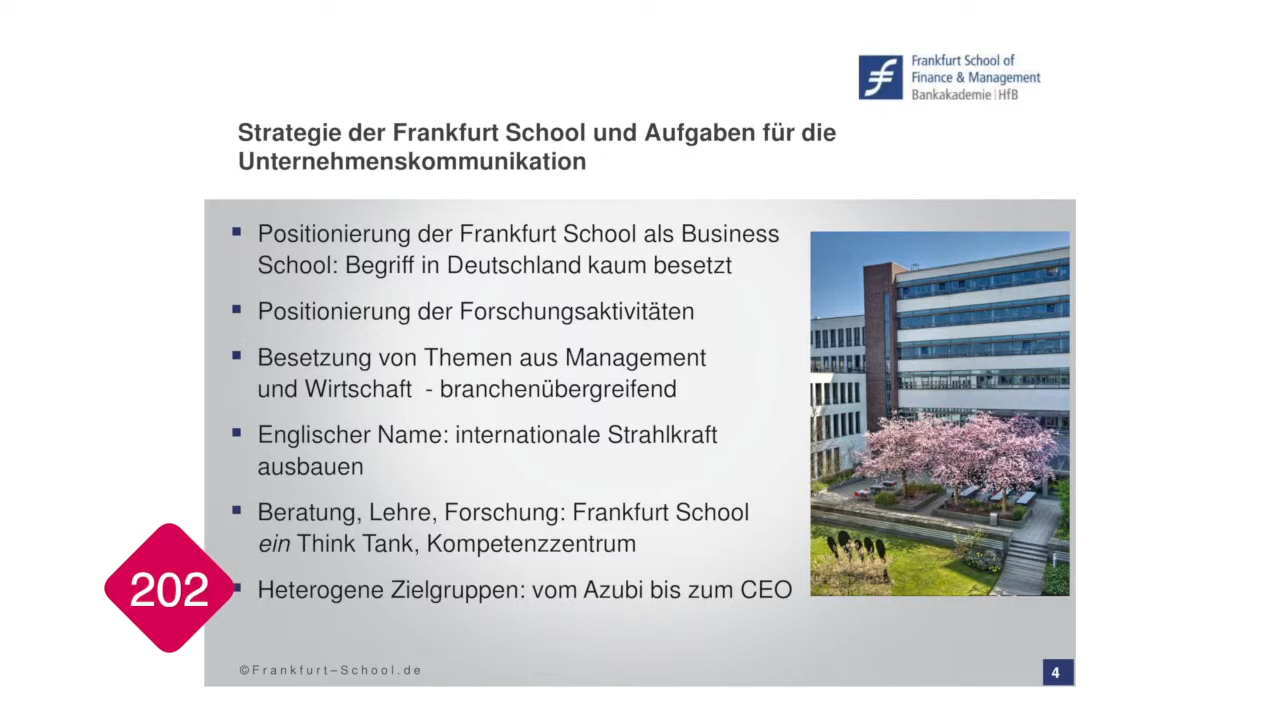 Frankfurt School of
Finance & Management
Bankakademie | HfB
Strategie der Frankfurt School und Aufgaben für die
Unternehmenskommunikation
Positionierung der Frankfurt School als Business
School: Begriff in Deutschland kaum besetzt
Positionierung der Forschungsaktivitäten
Besetzung von Themen aus Management
und Wirtschaft - branchenübergreifend
Englischer Name: internationale Strahlkraft
ausbauen
Beratung, Lehre, Forschung: Frankfurt School
ein Think Tank, Kompetenzzentrum
Heterogene Zielgruppen: vom Azubi bis zum CEO
202
©Frankfurt–School.de
4